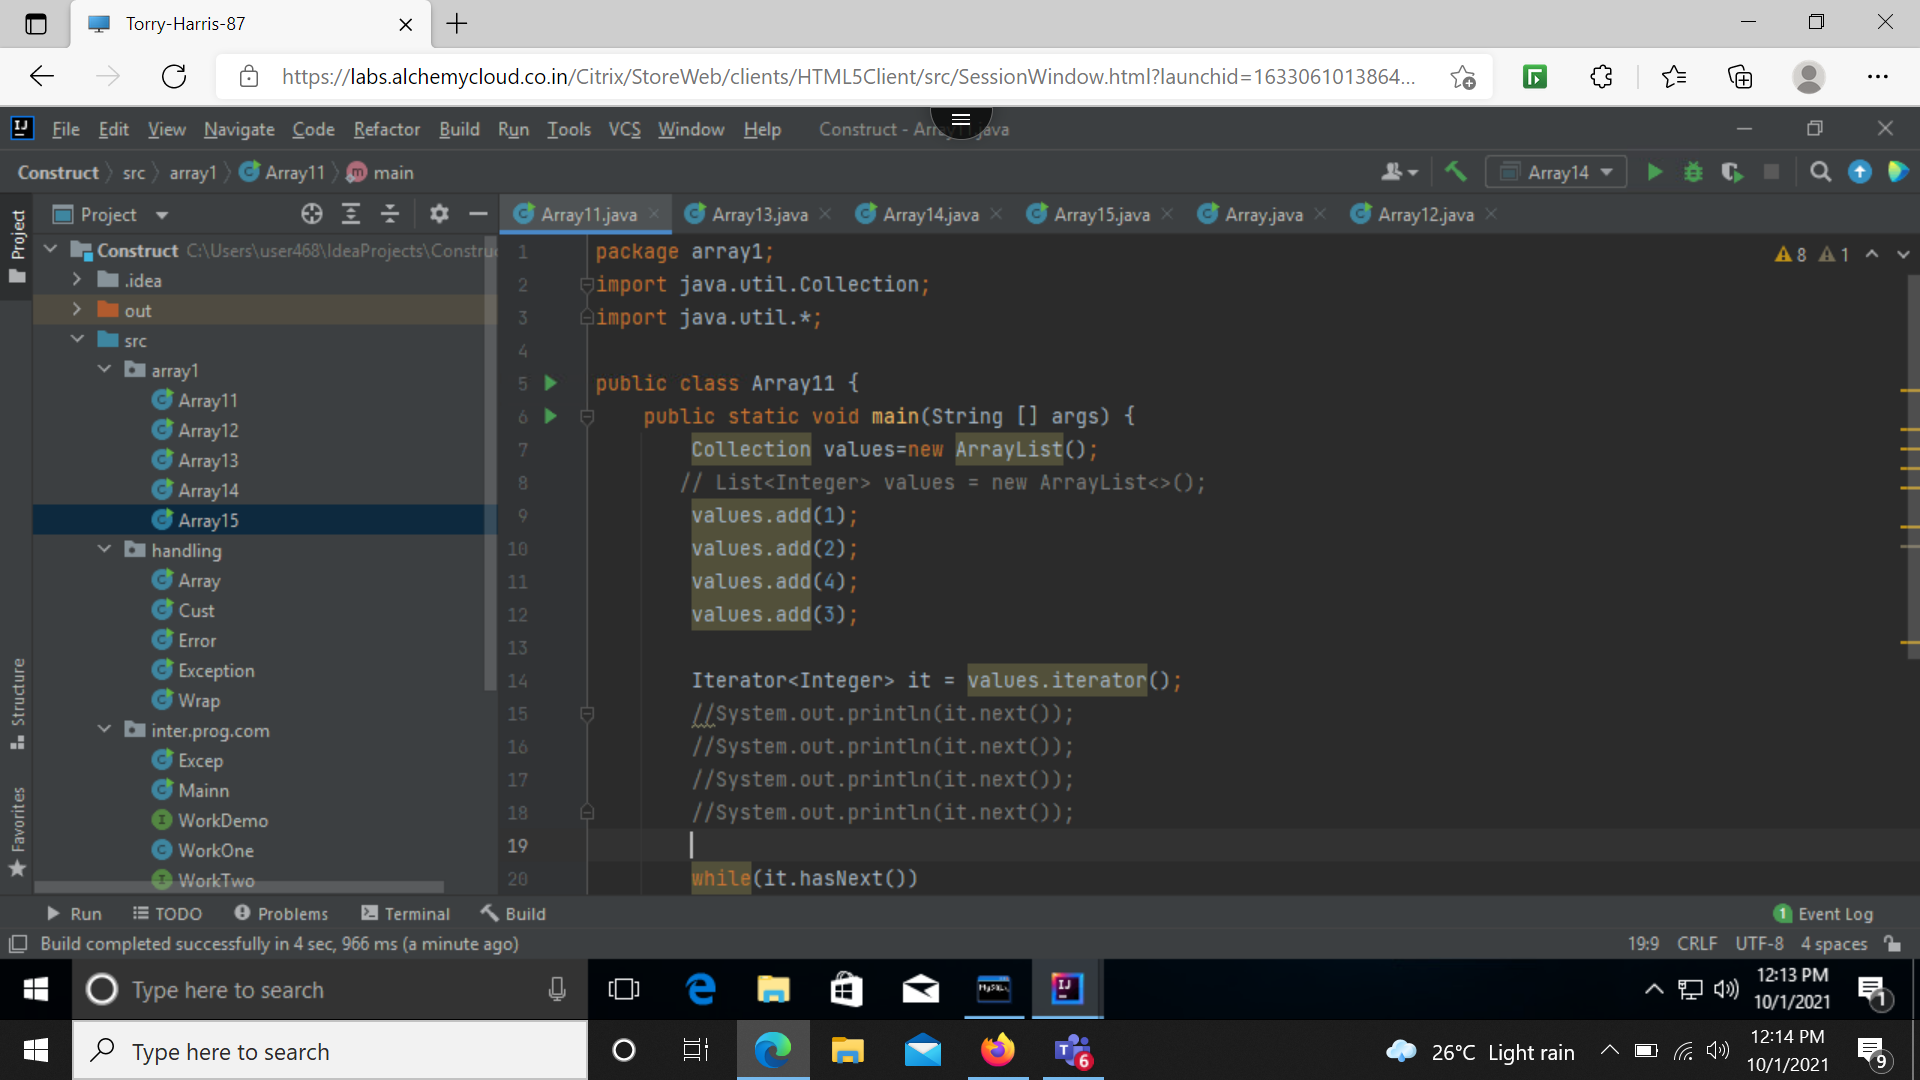 Torry-Harris-87
https://labs.alchemycloud.co.in/Citrix/StoreWeb/clients/HTML5Client/src/SessionWindow.html?launchid=1633061013864...
File Edit View Navigate Code Refactor Build Run Tools VCS Window Help Construct - Array11.java
Construct src array1 Array11 main Array14
Project Array11.java Array13.java Array14.java Array15.java Array.java Array12.java
Project
Structure
Favorites
Construct C:\Users\user468\IdeaProjects\Construc
.idea
out
src
array1
Array11
Array12
Array13
Array14
Array15
handling
Array
Cust
Error
Exception
Wrap
inter.prog.com
Excep
Mainn
WorkDemo
WorkOne
WorkTwo
8 1
1 package array1;
2 import java.util.Collection;
3 import java.util.*;
4
5 public class Array11 {
6 public static void main(String [] args) {
7 Collection values=new ArrayList();
8 // List<Integer> values = new ArrayList<>();
9 values.add(1);
10 values.add(2);
11 values.add(4);
12 values.add(3);
13
14 Iterator<Integer> it = values.iterator();
15 //System.out.println(it.next());
16 //System.out.println(it.next());
17 //System.out.println(it.next());
18 //System.out.println(it.next());
19
20 while(it.hasNext())
Run TODO Problems Terminal Build 1 Event Log
Build completed successfully in 4 sec, 966 ms (a minute ago) 19:9 CRLF UTF-8 4 spaces
Type here to search MySQL 12:13 PM
10/1/2021 1
Type here to search 6 26°C Light rain 12:14 PM
10/1/2021 9